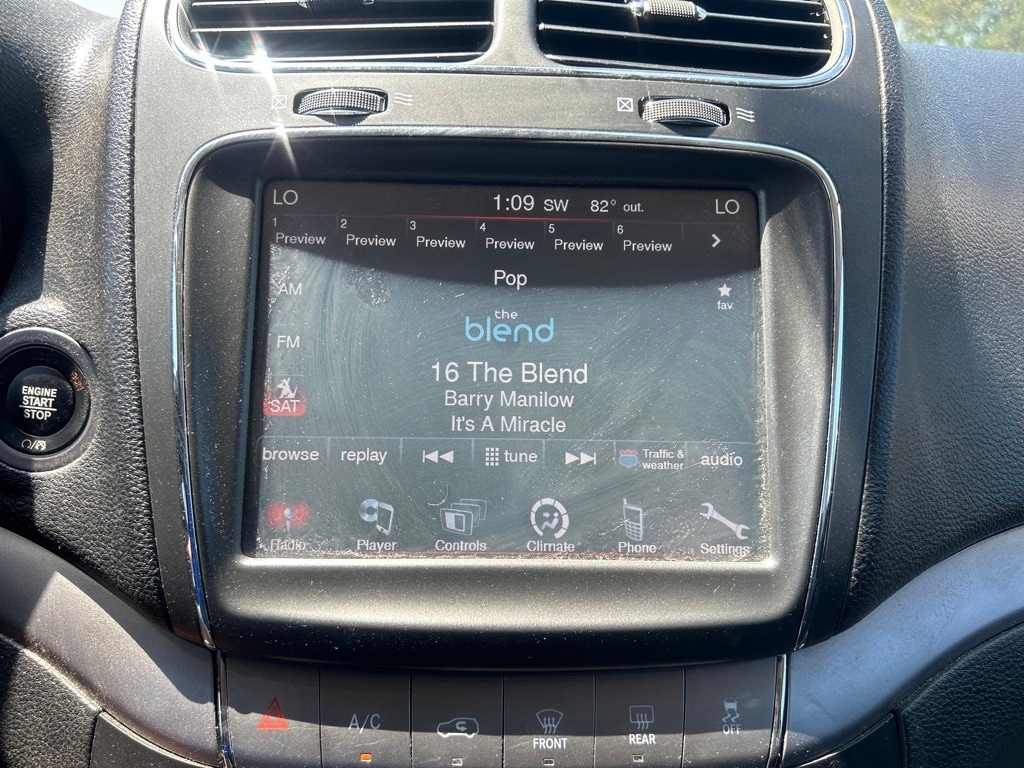 LO 1:09 SW 82° out. LO
1 Preview 2 Preview 3 Preview 4 Preview 5 Preview 6 Preview
Pop
AM
fav.
the
blend
FM
16 The Blend
Barry Manilow
It's A Miracle
SAT
ENGINE
START
STOP
browse replay tune Traffic & weather audio
Radio Player Controls Climate Phone Settings
A/C FRONT REAR OFF